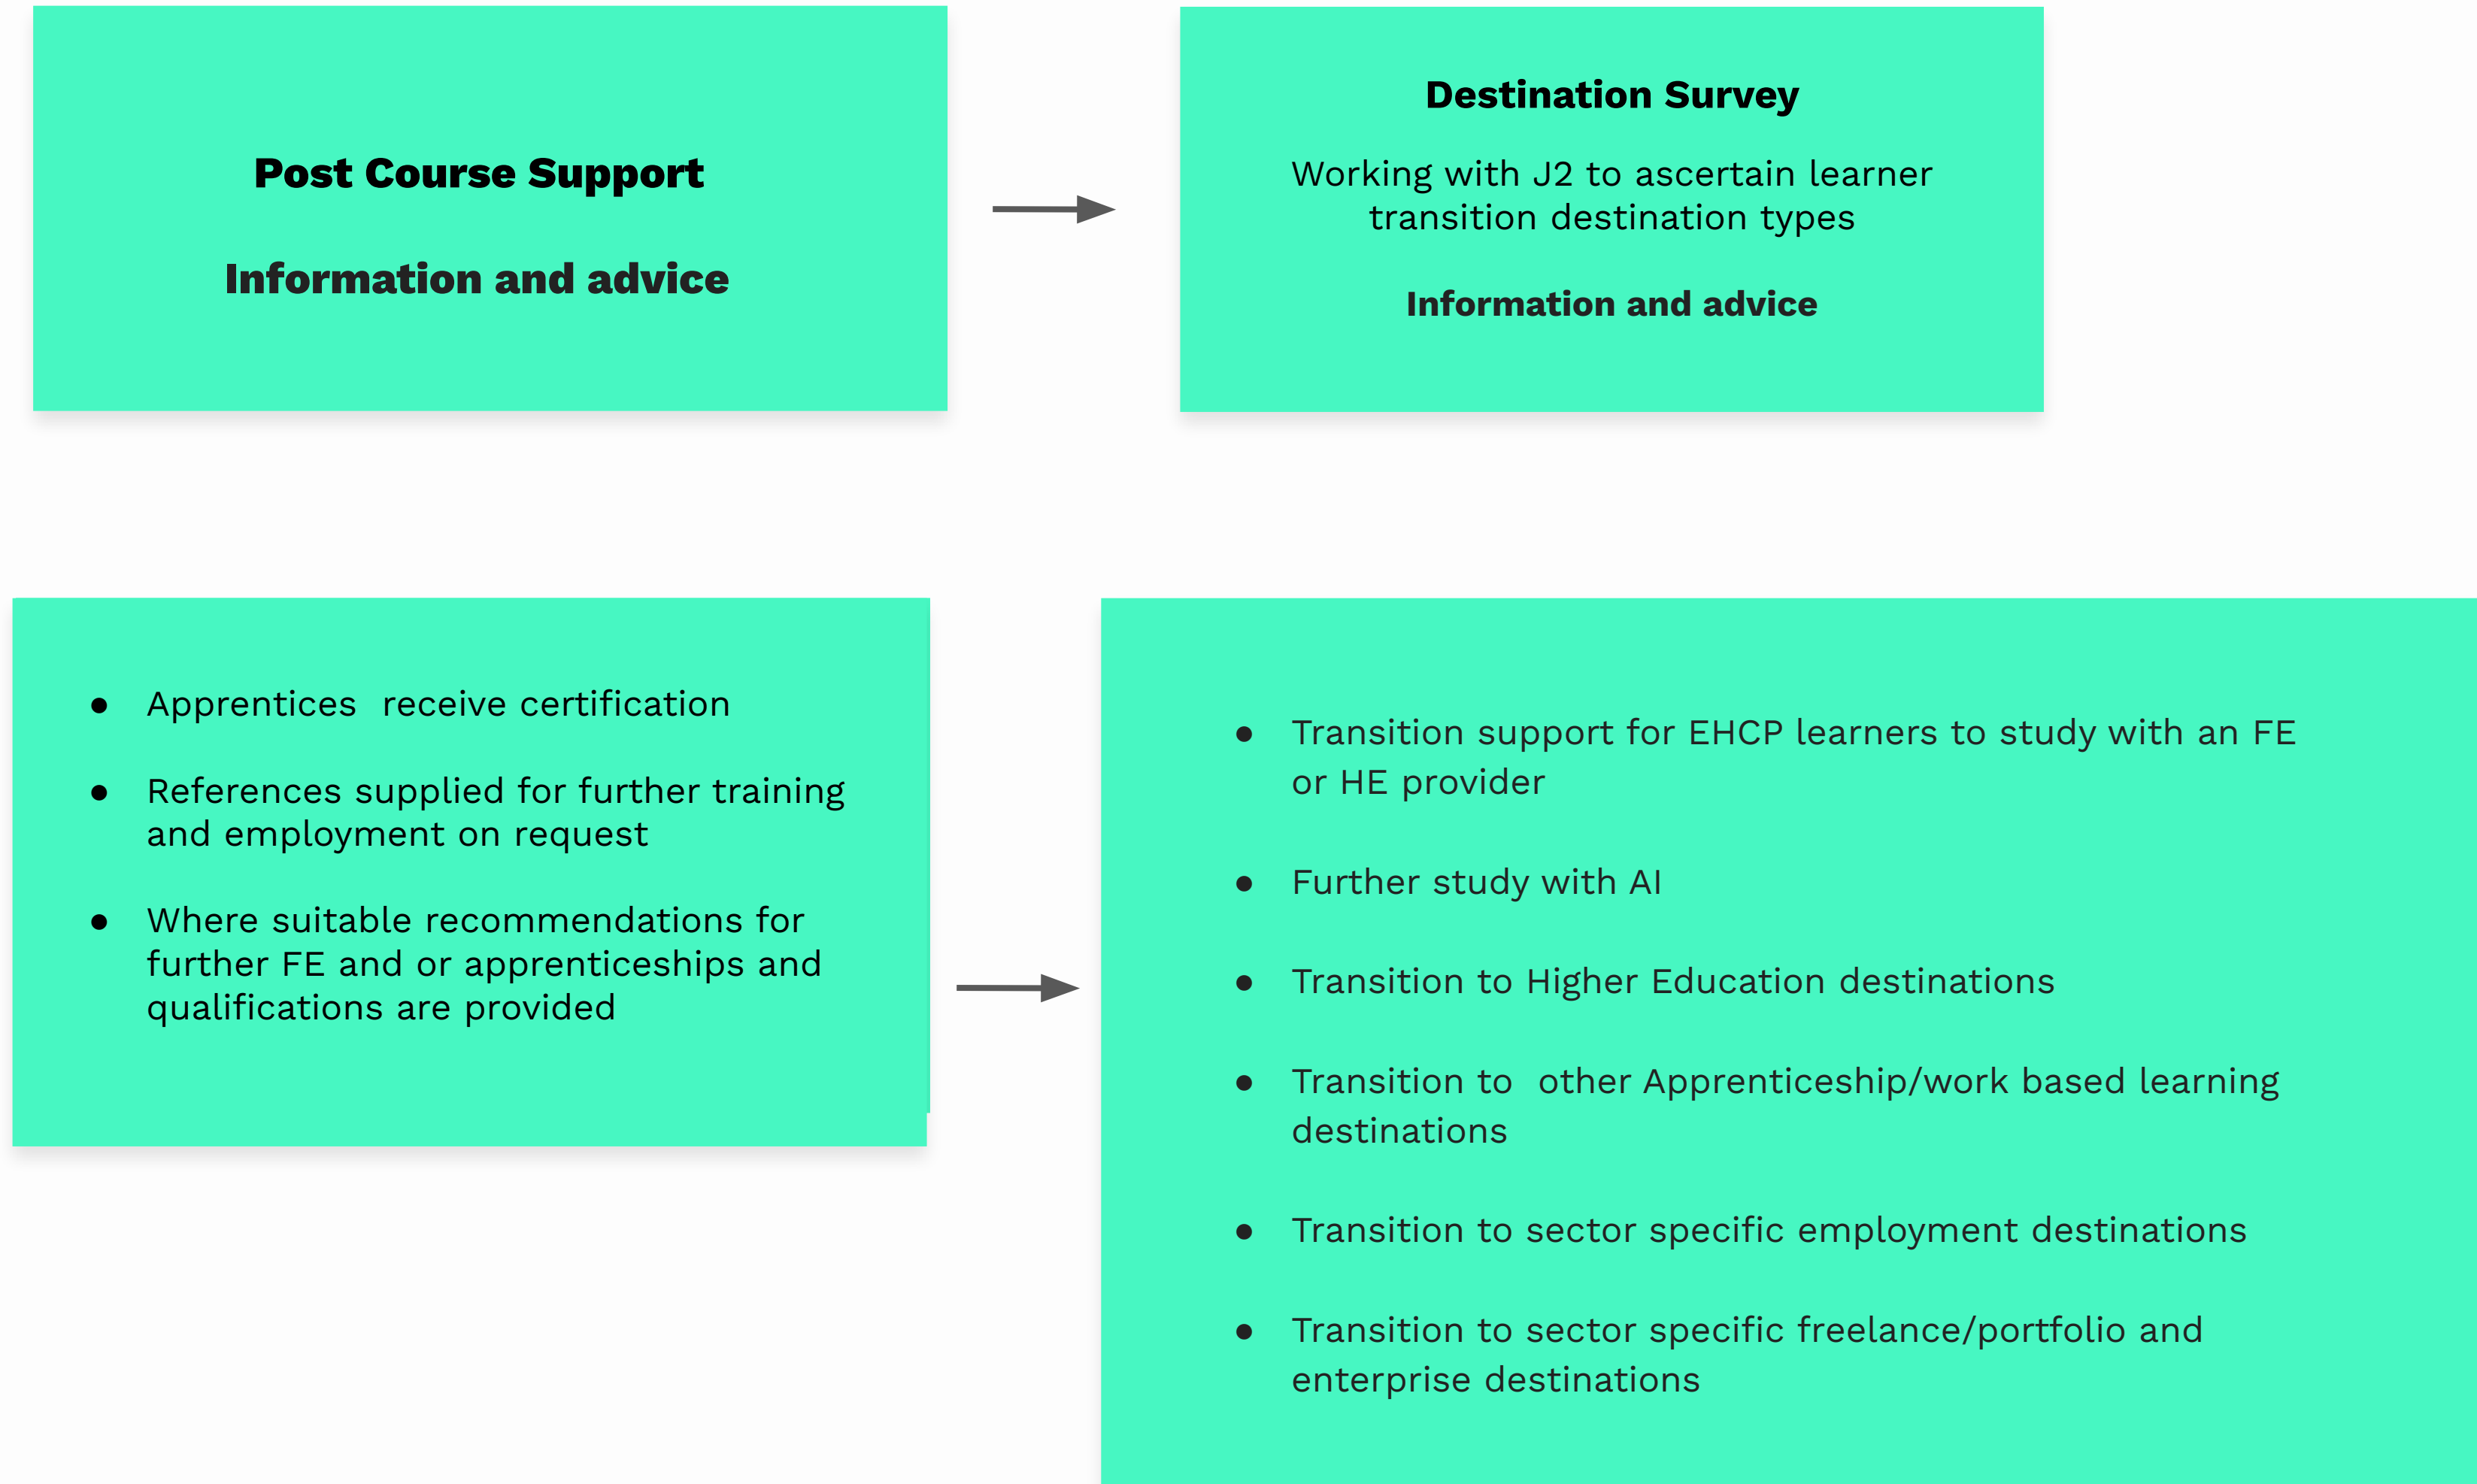 Post Course Support
Information and advice
Destination Survey
Working with J2 to ascertain learner
transition destination types
Information and advice
● Apprentices  receive certification
● References supplied for further training
and employment on request
● Where suitable recommendations for
further FE and or apprenticeships and
qualifications are provided
● Transition support for EHCP learners to study with an FE
or HE provider
● Further study with AI
● Transition to Higher Education destinations
● Transition to  other Apprenticeship/work based learning
destinations
● Transition to sector specific employment destinations
● Transition to sector specific freelance/portfolio and
enterprise destinations